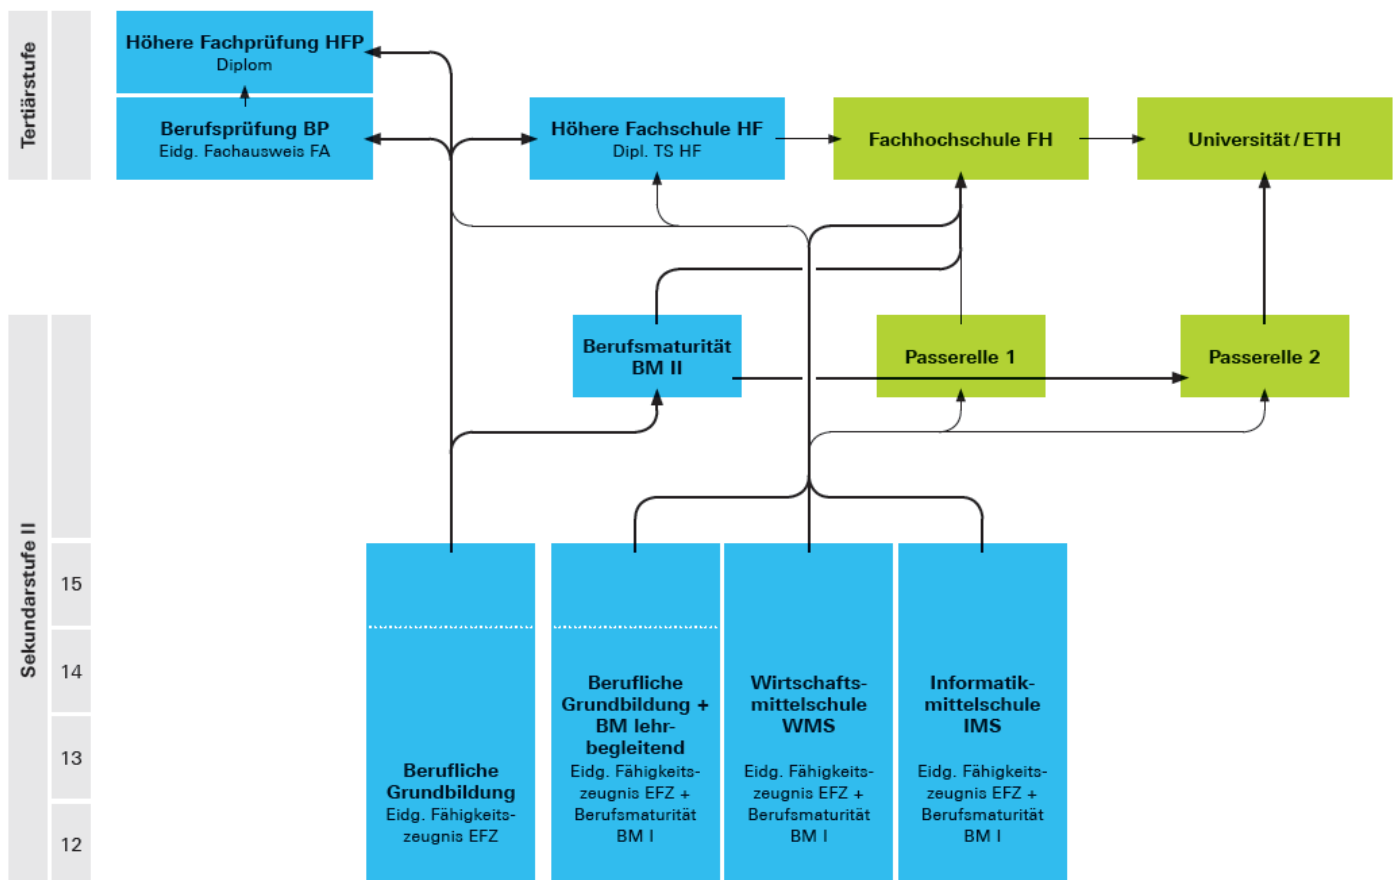 Tertiärstufe
Höhere Fachprüfung HFP
Diplom
Berufsprüfung BP
Eidg. Fachausweis FA
Höhere Fachschule HF
Dipl. TS HF
Fachhochschule FH
Universität/ETH
Sekundarstufe II
Berufsmaturität
BM II
Passerelle 1
Passerelle 2
15
14
13
12
Berufliche
Grundbildung
Eidg. Fähigkeits-
zeugnis EFZ
Berufliche
Grundbildung +
BM lehr-
begleitend
Eidg. Fähigkeits-
zeugnis EFZ +
Berufsmaturität
BM I
Wirtschafts-
mittelschule
WMS
Eidg. Fähigkeits-
zeugnis EFZ +
Berufsmaturität
BM I
Informatik-
mittelschule
IMS
Eidg. Fähigkeits-
zeugnis EFZ +
Berufsmaturität
BM I